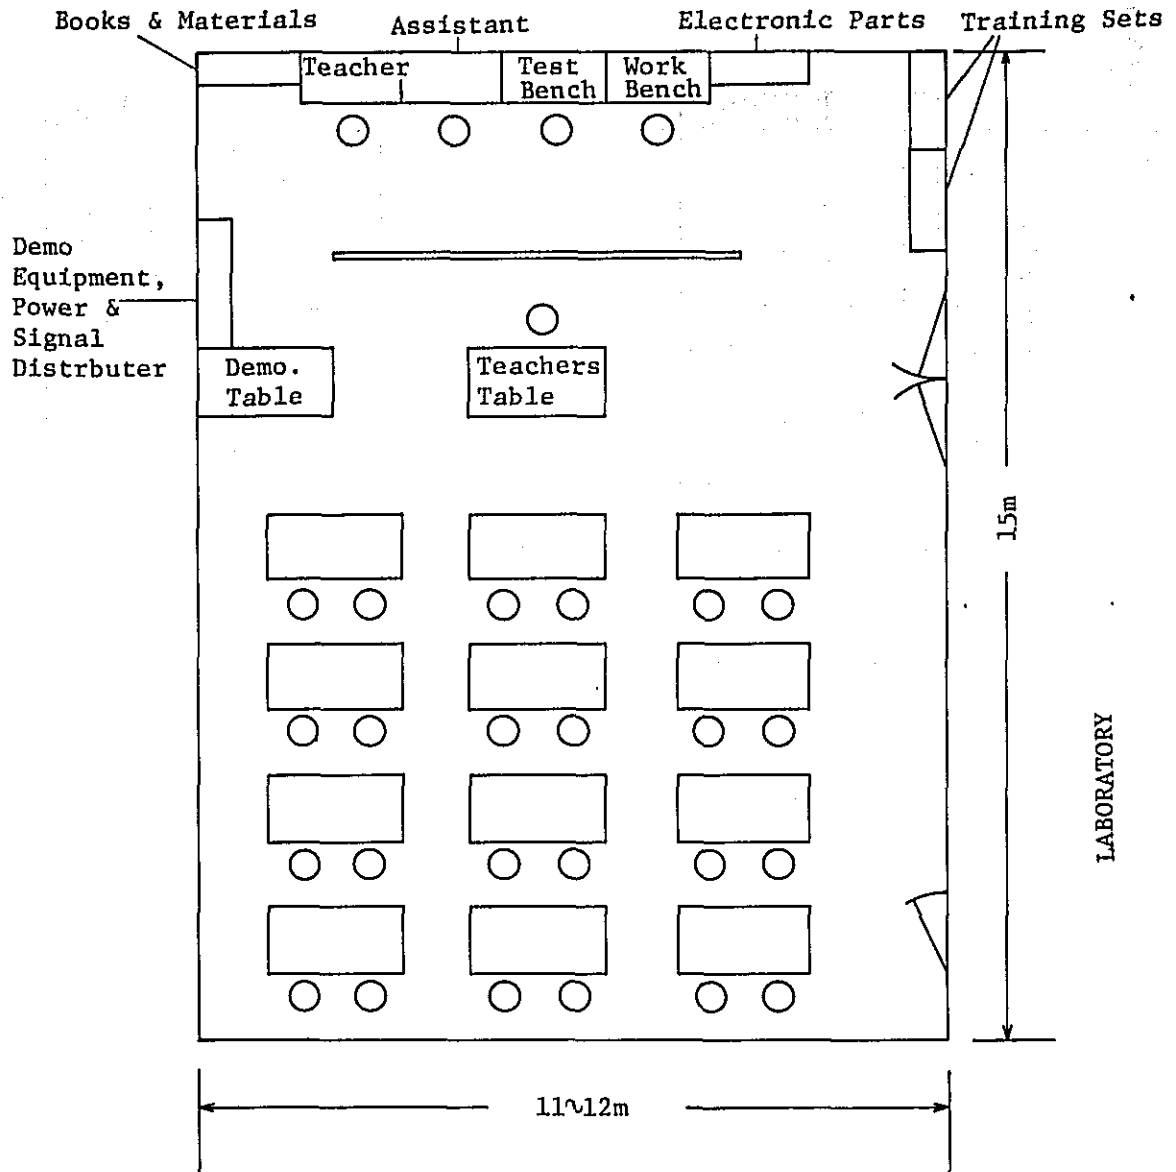 Books & Materials
Assistant
Electronic Parts
Training Sets
Teacher
Test
Bench
Work
Bench
Demo
Equipment,
Power &
Signal
Distrbuter
Demo.
Table
Teachers
Table
15m
LABORATORY
11~12m